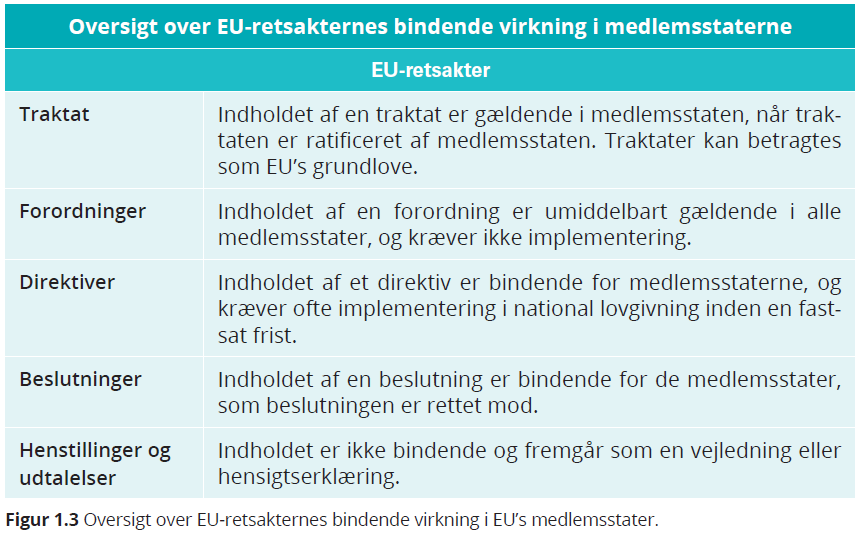 Oversigt over EU-retsakternes bindende virkning i medlemsstaterne
EU-retsakter
Traktat
Indholdet af en traktat er gældende i medlemsstaten, når trak-
taten er ratificeret af medlemsstaten. Traktater kan betragtes
som EU's grundlove.
Forordninger
Indholdet af en forordning er umiddelbart gældende i alle
medlemsstater, og kræver ikke implementering.
Direktiver
Indholdet af et direktiv er bindende for medlemsstaterne, og
kræver ofte implementering i national lovgivning inden en fast-
sat frist.
Beslutninger
Indholdet af en beslutning er bindende for de medlemsstater,
som beslutningen er rettet mod.
Henstillinger og
udtalelser
Indholdet er ikke bindende og fremgår som en vejledning eller
hensigtserklæring.
Figur 1.3 Oversigt over EU-retsakternes bindende virkning i EU's medlemsstater.